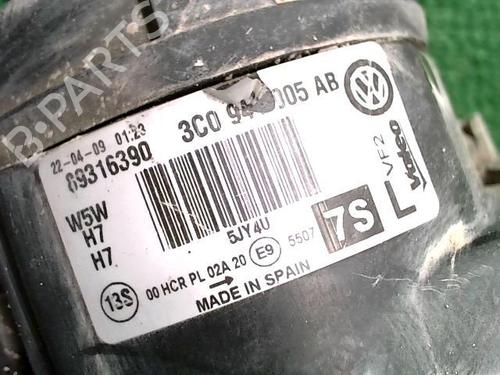 B-PARTS
22-04-09 01:23
89316390
3C0 005 AB
W5W
H7
H7
5JY4U
7S
L
VF2
Valeo
13S
00 HCR PL 02A 20
E9
5507
MADE IN SPAIN